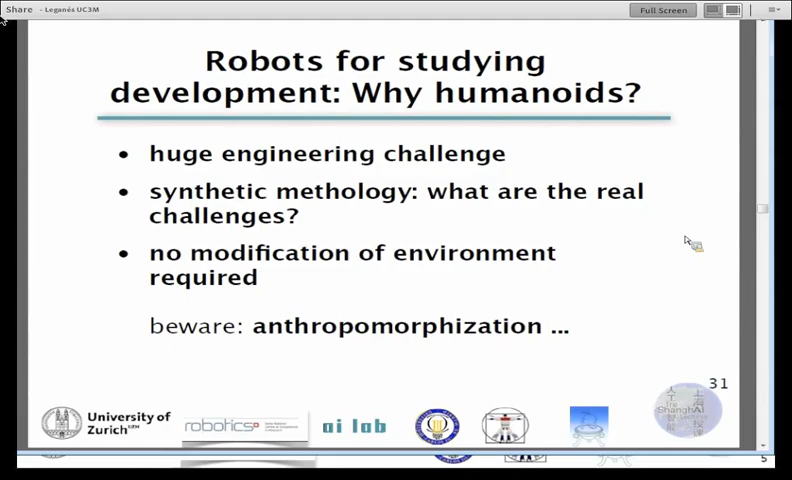 Share - Leganés UC3M
Full Screen
Robots for studying
development: Why humanoids?
• huge engineering challenge
• synthetic methology: what are the real
challenges?
• no modification of environment
required
beware: anthropomorphization ...
31
University of
Zurich
robotics
ai lab
The
ShanghAI
5